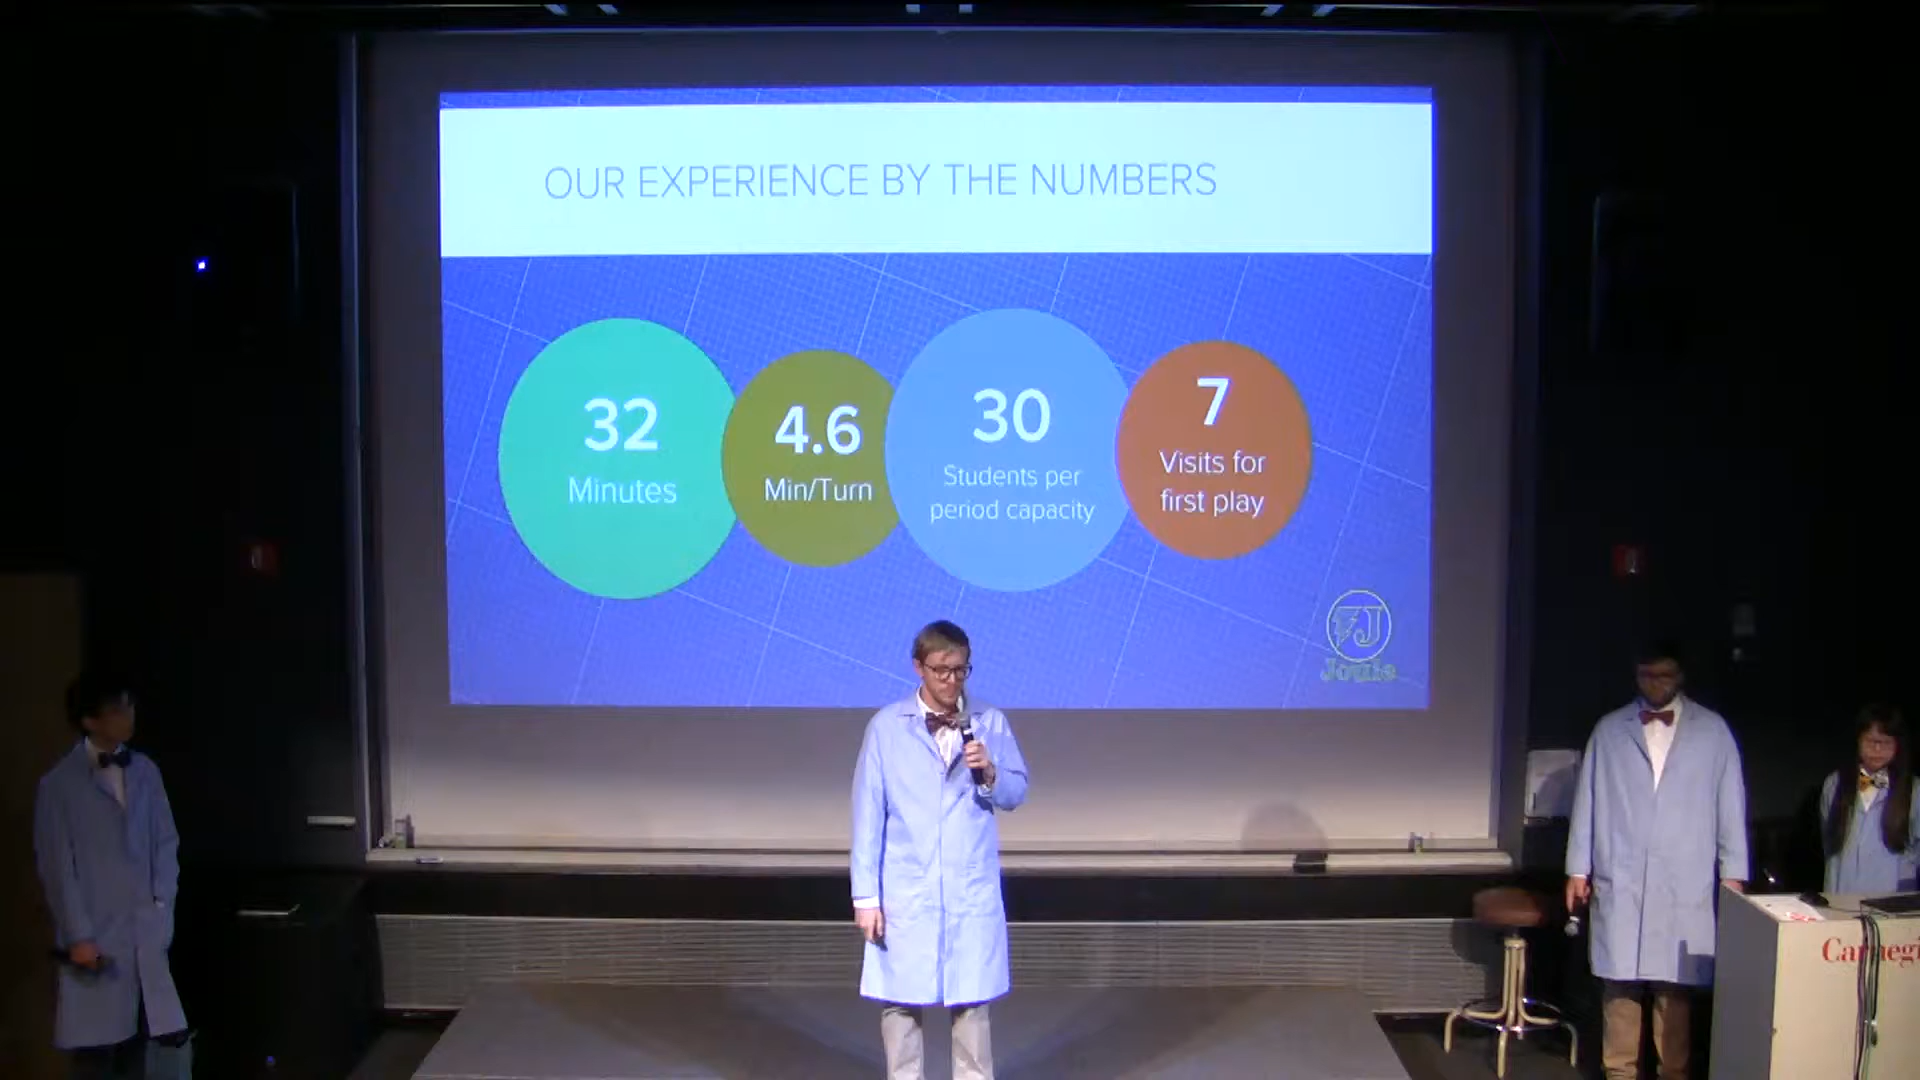 OUR EXPERIENCE BY THE NUMBERS
32
Minutes
4.6
Min/Turn
30
Students per
period capacity
7
Visits for
first play
J
Joule
Carnegi